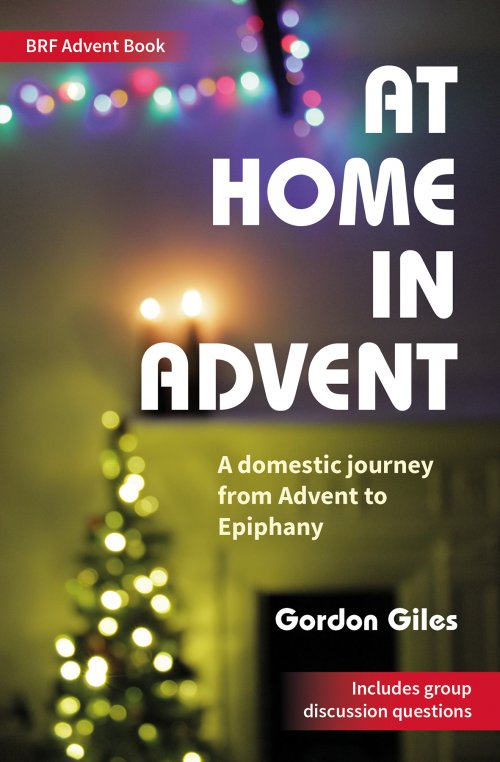 BRF Advent Book
AT
HOME
IN
ADVENT
A domestic journey
from Advent to
Epiphany
Gordon Giles
Includes group
discussion questions